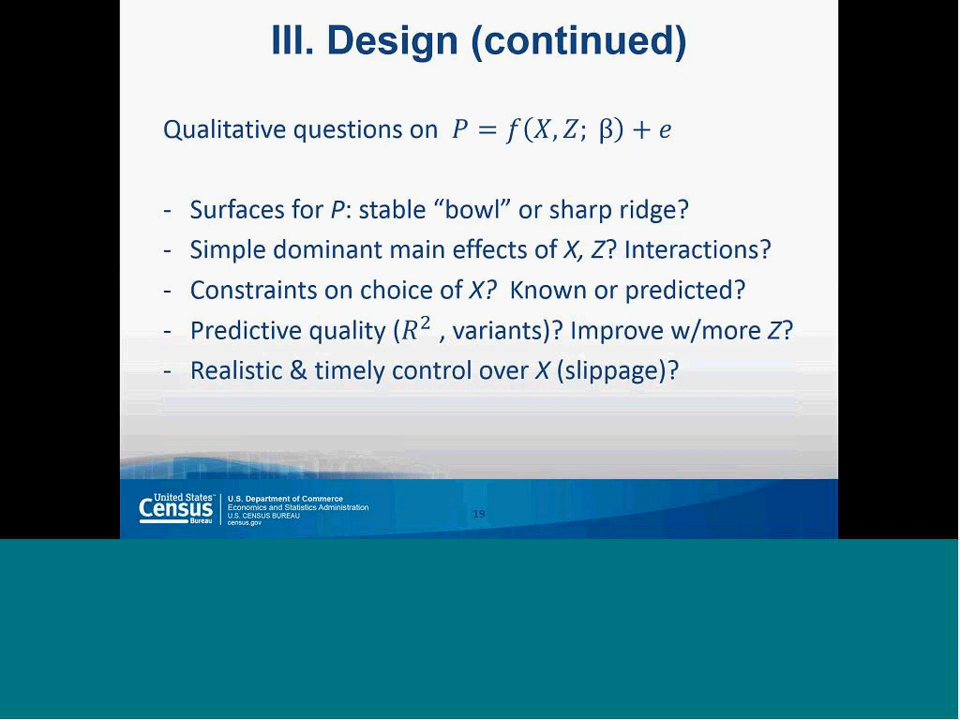 III. Design (continued)
Qualitative questions on 𝑃 = 𝑓(𝑋, 𝑍; β) + 𝑒
- Surfaces for P: stable “bowl” or sharp ridge?
- Simple dominant main effects of X, Z? Interactions?
- Constraints on choice of X? Known or predicted?
- Predictive quality (𝑅² , variants)? Improve w/more Z?
- Realistic & timely control over X (slippage)?
United States™
Census
Bureau
U.S. Department of Commerce
Economics and Statistics Administration
U.S. CENSUS BUREAU
census.gov
19